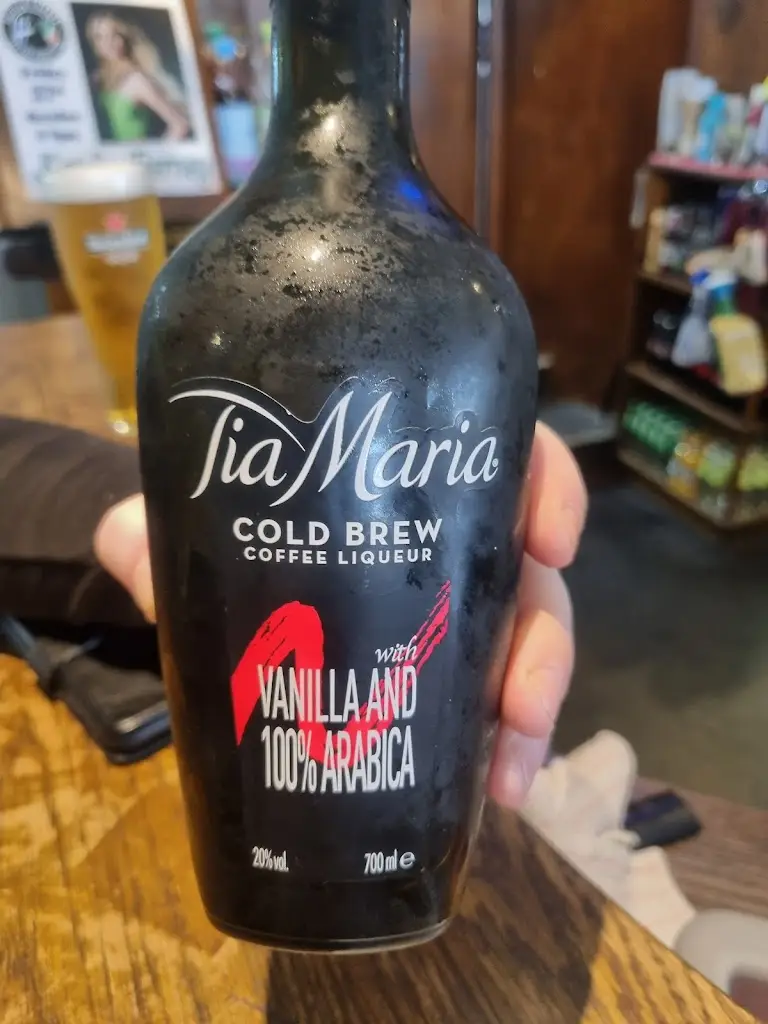 Tia Maria
COLD BREW
COFFEE LIQUEUR
with
VANILLA AND
100% ARABICA
20% vol. 700 ml e